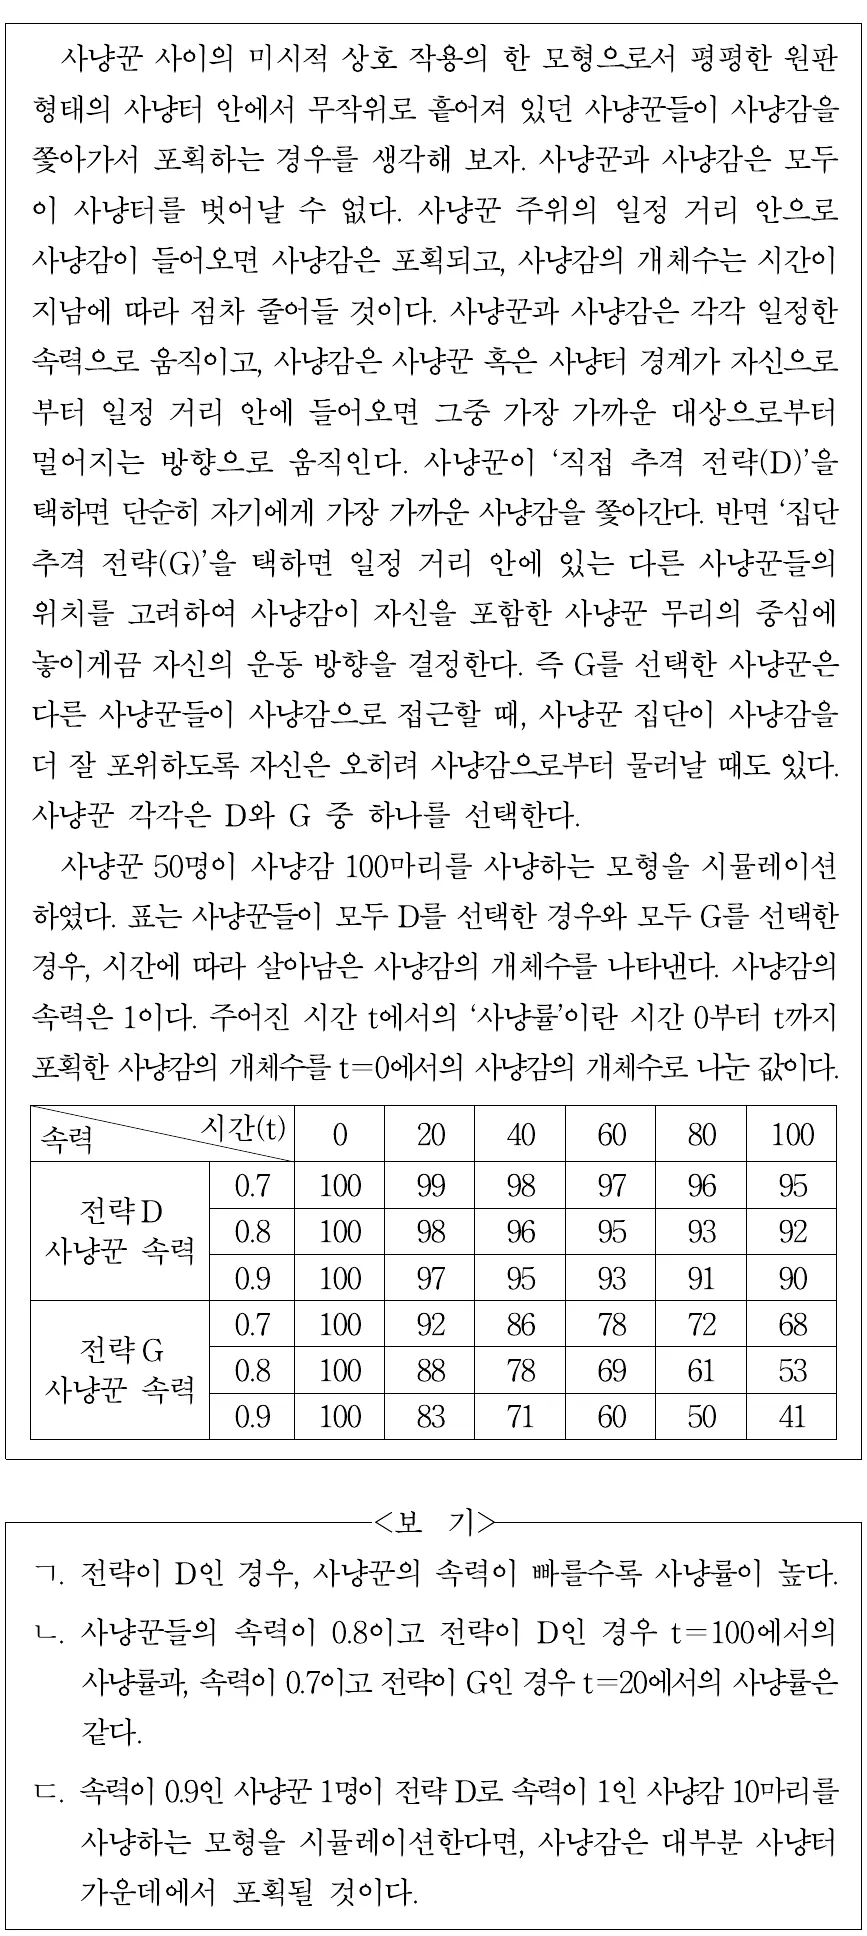 사냥꾼 사이의 미시적 상호 작용의 한 모형으로서 평평한 원판
형태의 사냥터 안에서 무작위로 흩어져 있던 사냥꾼들이 사냥감을
쫓아가서 포획하는 경우를 생각해 보자. 사냥꾼과 사냥감은 모두
이 사냥터를 벗어날 수 없다. 사냥꾼 주위의 일정 거리 안으로
사냥감이 들어오면 사냥감은 포획되고, 사냥감의 개체수는 시간이
지남에 따라 점차 줄어들 것이다. 사냥꾼과 사냥감은 각각 일정한
속력으로 움직이고, 사냥감은 사냥꾼 혹은 사냥터 경계가 자신으로
부터 일정 거리 안에 들어오면 그중 가장 가까운 대상으로부터
멀어지는 방향으로 움직인다. 사냥꾼이 ‘직접 추격 전략(D)’을
택하면 단순히 자기에게 가장 가까운 사냥감을 쫓아간다. 반면 ‘집단
추격 전략(G)’을 택하면 일정 거리 안에 있는 다른 사냥꾼들의
위치를 고려하여 사냥감이 자신을 포함한 사냥꾼 무리의 중심에
놓이게끔 자신의 운동 방향을 결정한다. 즉 G를 선택한 사냥꾼은
다른 사냥꾼들이 사냥감으로 접근할 때, 사냥꾼 집단이 사냥감을
더 잘 포위하도록 자신은 오히려 사냥감으로부터 물러날 때도 있다.
사냥꾼 각각은 D와 G 중 하나를 선택한다.
사냥꾼 50명이 사냥감 100마리를 사냥하는 모형을 시뮬레이션
하였다. 표는 사냥꾼들이 모두 D를 선택한 경우와 모두 G를 선택한
경우, 시간에 따라 살아남은 사냥감의 개체수를 나타낸다. 사냥감의
속력은 1이다. 주어진 시간 t에서의 ‘사냥률’이란 시간 0부터 t까지
포획한 사냥감의 개체수를 t=0에서의 사냥감의 개체수로 나눈 값이다.
속력 시간(t) 0 20 40 60 80 100
전략 D
사냥꾼 속력
0.7 100 99 98 97 96 95
0.8 100 98 96 95 93 92
0.9 100 97 95 93 91 90
전략 G
사냥꾼 속력
0.7 100 92 86 78 72 68
0.8 100 88 78 69 61 53
0.9 100 83 71 60 50 41
<보 기>
ㄱ. 전략이 D인 경우, 사냥꾼의 속력이 빠를수록 사냥률이 높다.
ㄴ. 사냥꾼들의 속력이 0.8이고 전략이 D인 경우 t=100에서의
사냥률과, 속력이 0.7이고 전략이 G인 경우 t=20에서의 사냥률은
같다.
ㄷ. 속력이 0.9인 사냥꾼 1명이 전략 D로 속력이 1인 사냥감 10마리를
사냥하는 모형을 시뮬레이션한다면, 사냥감은 대부분 사냥터
가운데에서 포획될 것이다.